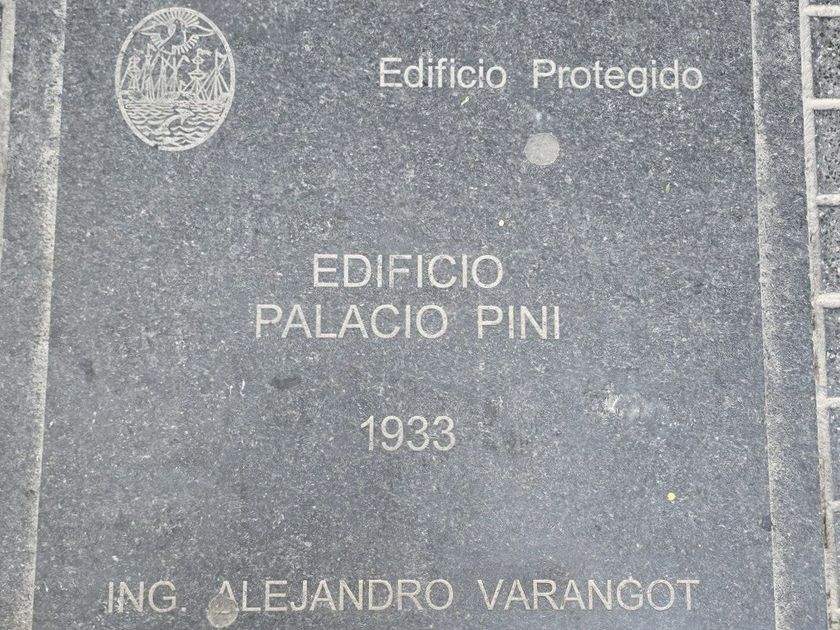 Edificio Protegido
EDIFICIO
PALACIO PINI
1933
ING. ALEJANDRO VARANGOT